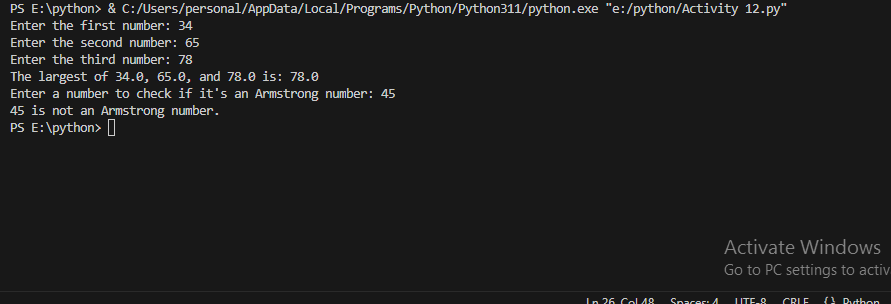 PS E:\python> & C:/Users/personal/AppData/Local/Programs/Python/Python311/python.exe "e:/python/Activity 12.py"
Enter the first number: 34
Enter the second number: 65
Enter the third number: 78
The largest of 34.0, 65.0, and 78.0 is: 78.0
Enter a number to check if it's an Armstrong number: 45
45 is not an Armstrong number.
PS E:\python>
Activate Windows
Go to PC settings to activ
Ln 26, Col 48 Spaces: 4 UTF-8 CRLF {} Python